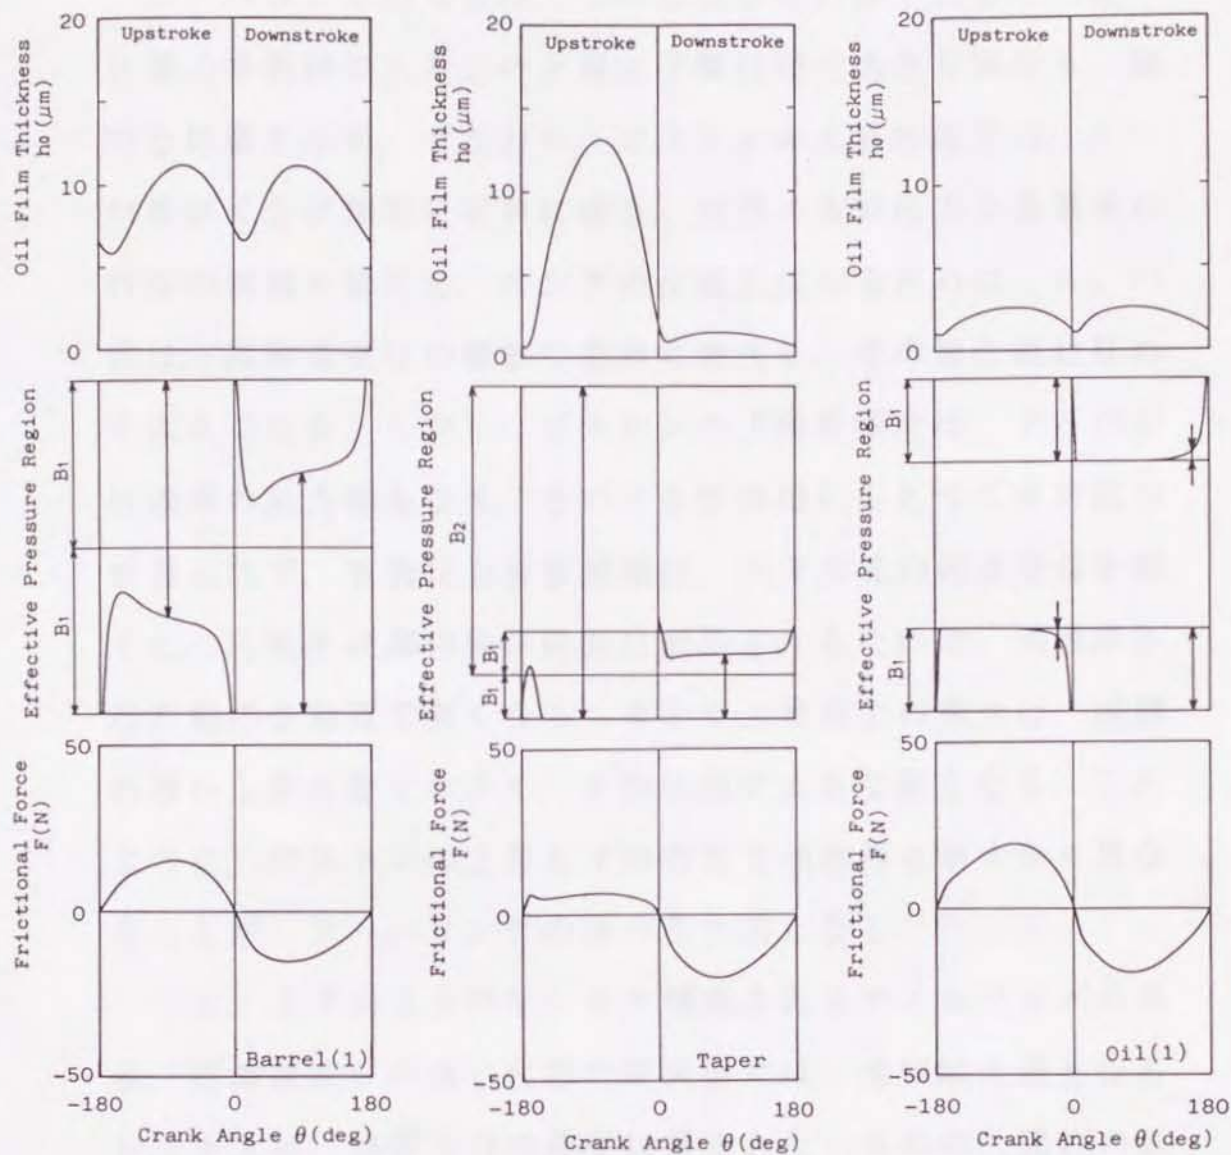 20
Upstroke
Downstroke
Oil Film Thickness
ho(μm)
10
0
Effective Pressure Region
B1
B1
50
Frictional Force
F(N)
0
Barrel(1)
-50
-180
0
180
Crank Angle θ(deg)
20
Upstroke
Downstroke
Oil Film Thickness
ho(μm)
10
0
Effective Pressure Region
B2
B1
B1
50
Frictional Force
F(N)
0
Taper
-50
-180
0
180
Crank Angle θ(deg)
20
Upstroke
Downstroke
Oil Film Thickness
ho(μm)
10
0
Effective Pressure Region
B1
B1
50
Frictional Force
F(N)
0
Oil(1)
-50
-180
0
180
Crank Angle θ(deg)